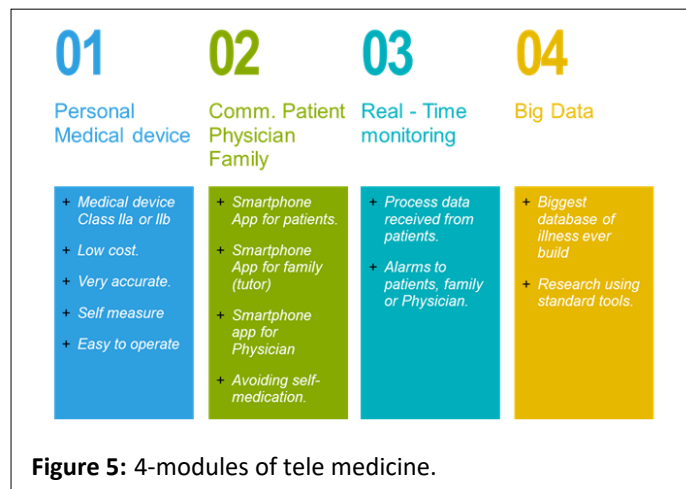 01
Personal
Medical device
+ Medical device
Class IIa or IIb
+ Low cost.
+ Very accurate.
+ Self measure
+ Easy to operate
02
Comm. Patient
Physician
Family
+ Smartphone
App for patients.
+ Smartphone
App for family
(tutor)
+ Smartphone
app for
Physician
+ Avoiding self-
medication.
03
Real - Time
monitoring
+ Process data
received from
patients.
+ Alarms to
patients, family
or Physician.
04
Big Data
+ Biggest
database of
illness ever
build
+ Research using
standard tools.
Figure 5: 4-modules of tele medicine.